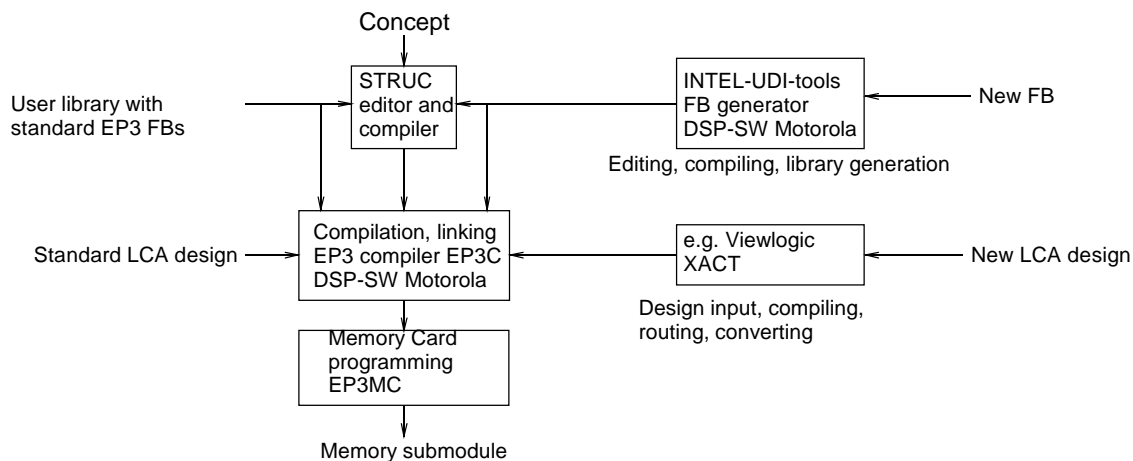 Concept
STRUC
editor and
compiler
User library with
standard EP3 FBs
INTEL-UDI-tools
FB generator
DSP-SW Motorola
New FB
Editing, compiling, library generation
Standard LCA design
Compilation, linking
EP3 compiler EP3C
DSP-SW Motorola
e.g. Viewlogic
XACT
New LCA design
Design input, compiling,
routing, converting
Memory Card
programming
EP3MC
Memory submodule